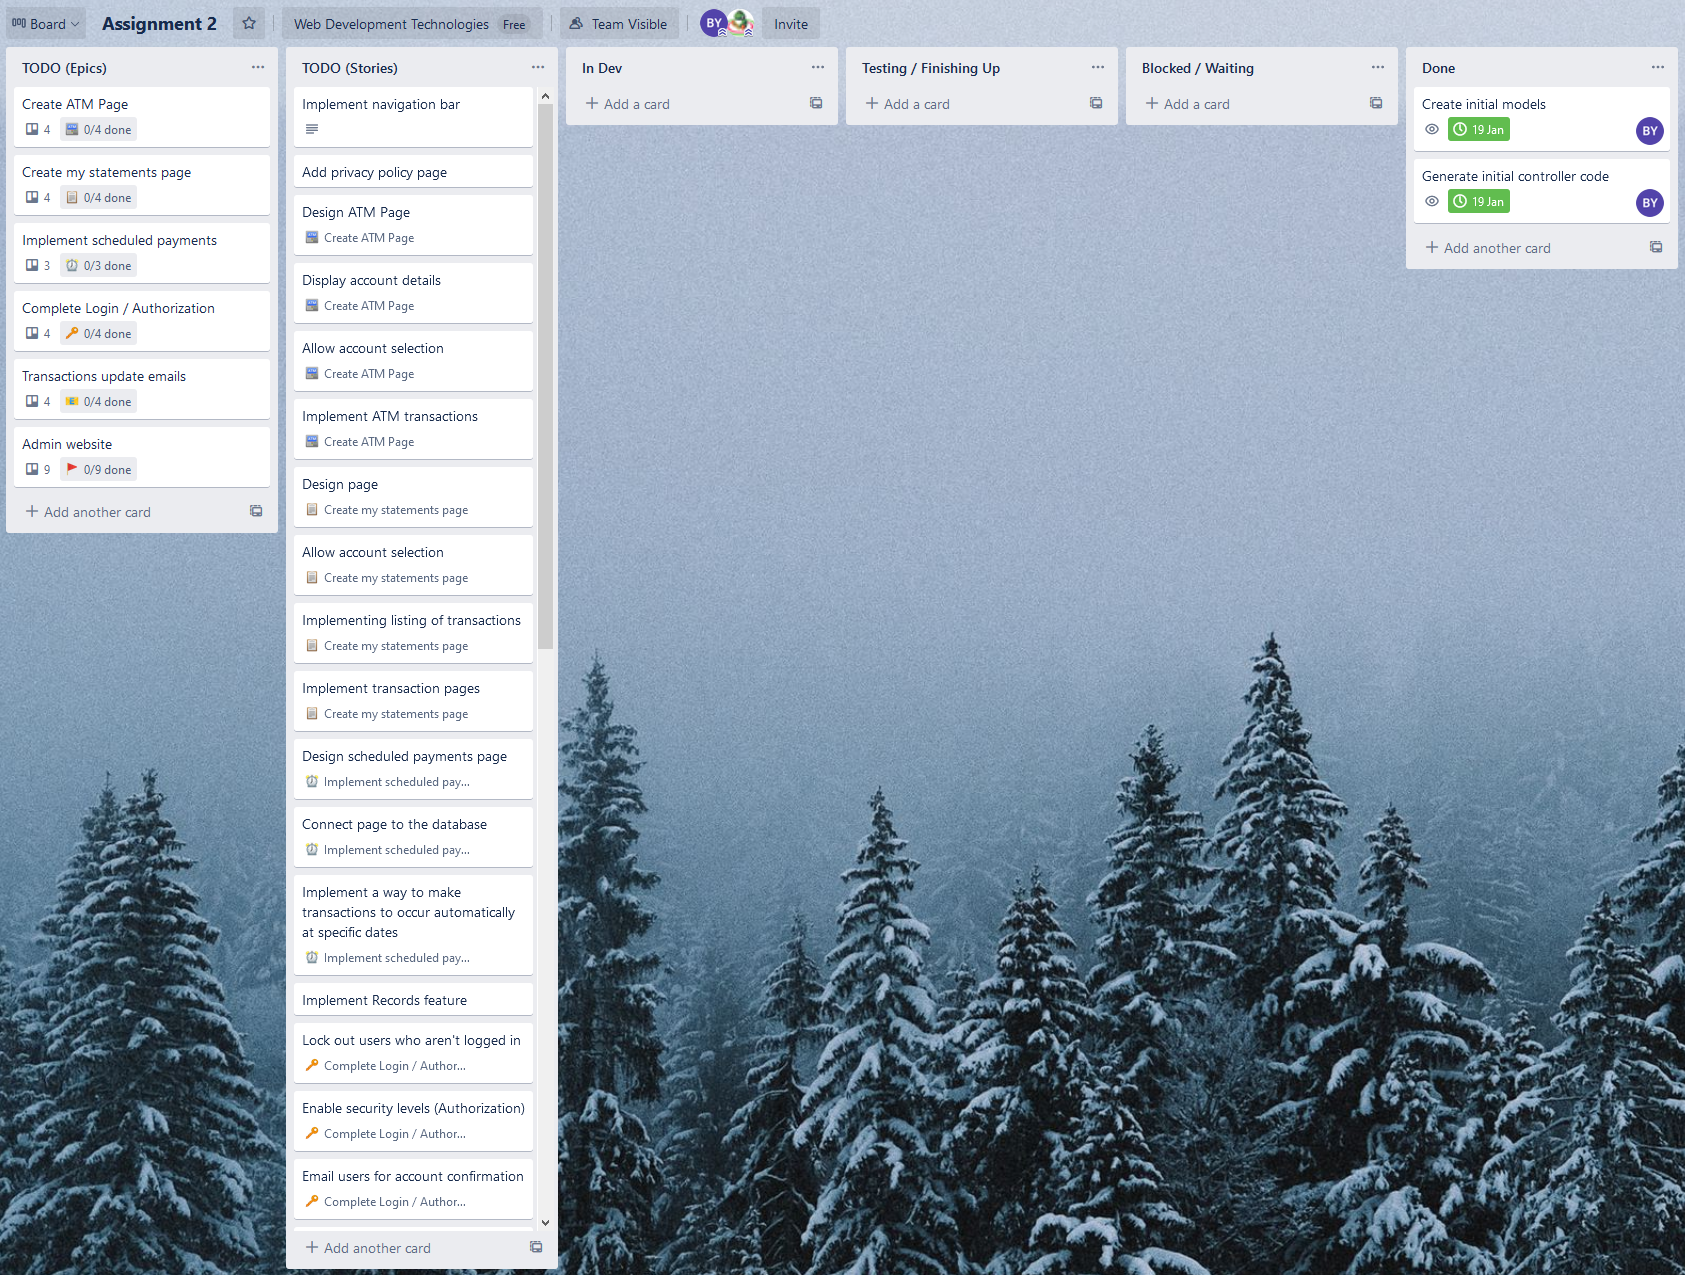 Board
Assignment 2
Web Development Technologies Free
Team Visible
BY
Invite
TODO (Epics)
Create ATM Page
4 0/4 done
Create my statements page
4 0/4 done
Implement scheduled payments
3 0/3 done
Complete Login / Authorization
4 0/4 done
Transactions update emails
4 0/4 done
Admin website
9 0/9 done
Add another card
TODO (Stories)
Implement navigation bar
Add privacy policy page
Design ATM Page
Create ATM Page
Display account details
Create ATM Page
Allow account selection
Create ATM Page
Implement ATM transactions
Create ATM Page
Design page
Create my statements page
Allow account selection
Create my statements page
Implementing listing of transactions
Create my statements page
Implement transaction pages
Create my statements page
Design scheduled payments page
Implement scheduled pay...
Connect page to the database
Implement scheduled pay...
Implement a way to make
transactions to occur automatically
at specific dates
Implement scheduled pay...
Implement Records feature
Lock out users who aren't logged in
Complete Login / Author...
Enable security levels (Authorization)
Complete Login / Author...
Email users for account confirmation
Complete Login / Author...
Add another card
In Dev
Add a card
Testing / Finishing Up
Add a card
Blocked / Waiting
Add a card
Done
Create initial models
19 Jan
BY
Generate initial controller code
19 Jan
BY
Add another card